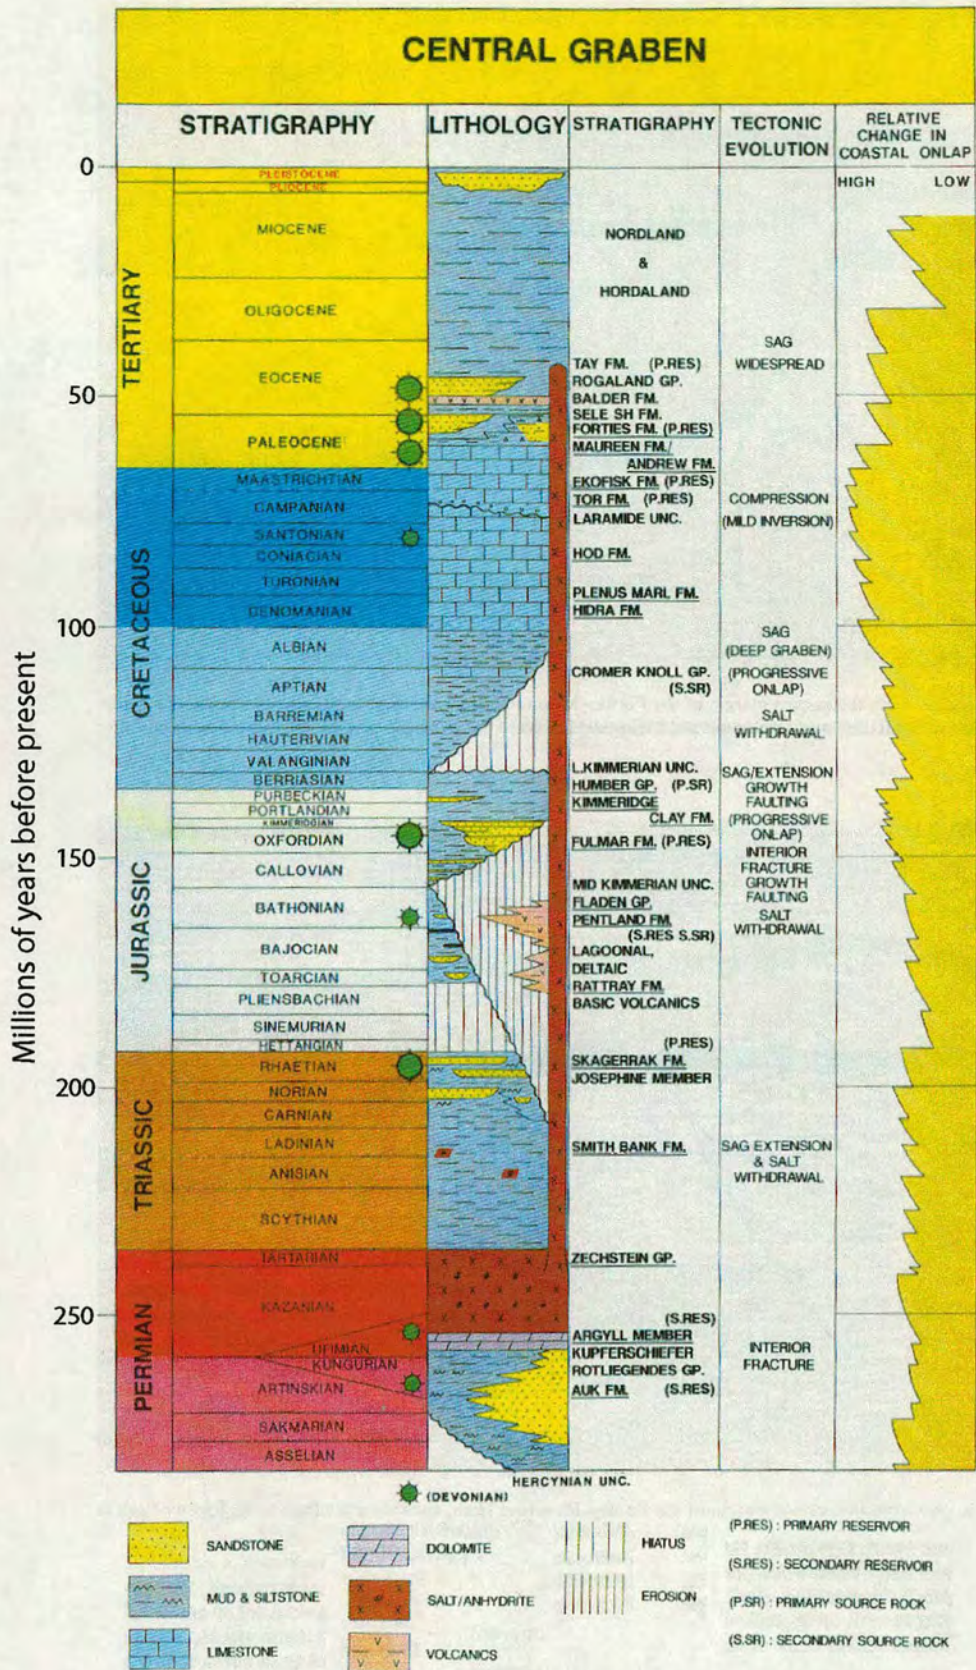 CENTRAL GRABEN
STRATIGRAPHY
LITHOLOGY
STRATIGRAPHY
TECTONIC
EVOLUTION
RELATIVE
CHANGE IN
COASTAL ONLAP
HIGH
LOW
Millions of years before present
0
50
100
150
200
250
TERTIARY
CRETACEOUS
JURASSIC
TRIASSIC
PERMIAN
PLEISTOCENE
PLIOCENE
MIOCENE
OLIGOCENE
EOCENE
PALEOCENE
MAASTRICHTIAN
CAMPANIAN
SANTONIAN
CONIACIAN
TURONIAN
CENOMANIAN
ALBIAN
APTIAN
BARREMIAN
HAUTERIVIAN
VALANGINIAN
BERRIASIAN
PURBECKIAN
PORTLANDIAN
KIMMERIDGIAN
OXFORDIAN
CALLOVIAN
BATHONIAN
BAJOCIAN
TOARCIAN
PLIENSBACHIAN
SINEMURIAN
HETTANGIAN
RHAETIAN
NORIAN
CARNIAN
LADINIAN
ANISIAN
SCYTHIAN
TARTARIAN
KAZANIAN
UFIMIAN
KUNGURIAN
ARTINSKIAN
SAKMARIAN
ASSELIAN
NORDLAND
&
HORDALAND
TAY FM. (P.RES)
ROGALAND GP.
BALDER FM.
SELE SH FM.
FORTIES FM. (P.RES)
MAUREEN FM./
ANDREW FM.
EKOFISK FM. (P.RES)
TOR FM. (P.RES)
LARAMIDE UNC.
HOD FM.
PLENUS MARL FM.
HIDRA FM.
CROMER KNOLL GP.
(S.SR)
L.KIMMERIAN UNC.
HUMBER GP. (P.SR)
KIMMERIDGE
CLAY FM.
FULMAR FM. (P.RES)
MID KIMMERIAN UNC.
FLADEN GP.
PENTLAND FM.
(S.RES S.SR)
LAGOONAL,
DELTAIC
RATTRAY FM.
BASIC VOLCANICS
(P.RES)
SKAGERRAK FM.
JOSEPHINE MEMBER
SMITH BANK FM.
ZECHSTEIN GP.
(S.RES)
ARGYLL MEMBER
KUPFERSCHIEFER
ROTLIEGENDES GP.
AUK FM. (S.RES)
SAG
WIDESPREAD
COMPRESSION
(MILD INVERSION)
SAG
(DEEP GRABEN)
(PROGRESSIVE
ONLAP)
SALT
WITHDRAWAL
SAG/EXTENSION
GROWTH
FAULTING
(PROGRESSIVE
ONLAP)
INTERIOR
FRACTURE
GROWTH
FAULTING
SALT
WITHDRAWAL
SAG EXTENSION
& SALT
WITHDRAWAL
INTERIOR
FRACTURE
HERCYNIAN UNC.
(DEVONIAN)
SANDSTONE
MUD & SILTSTONE
LIMESTONE
DOLOMITE
SALT/ANHYDRITE
VOLCANICS
HIATUS
EROSION
(P.RES) : PRIMARY RESERVOIR
(S.RES) : SECONDARY RESERVOIR
(P.SR) : PRIMARY SOURCE ROCK
(S.SR) : SECONDARY SOURCE ROCK